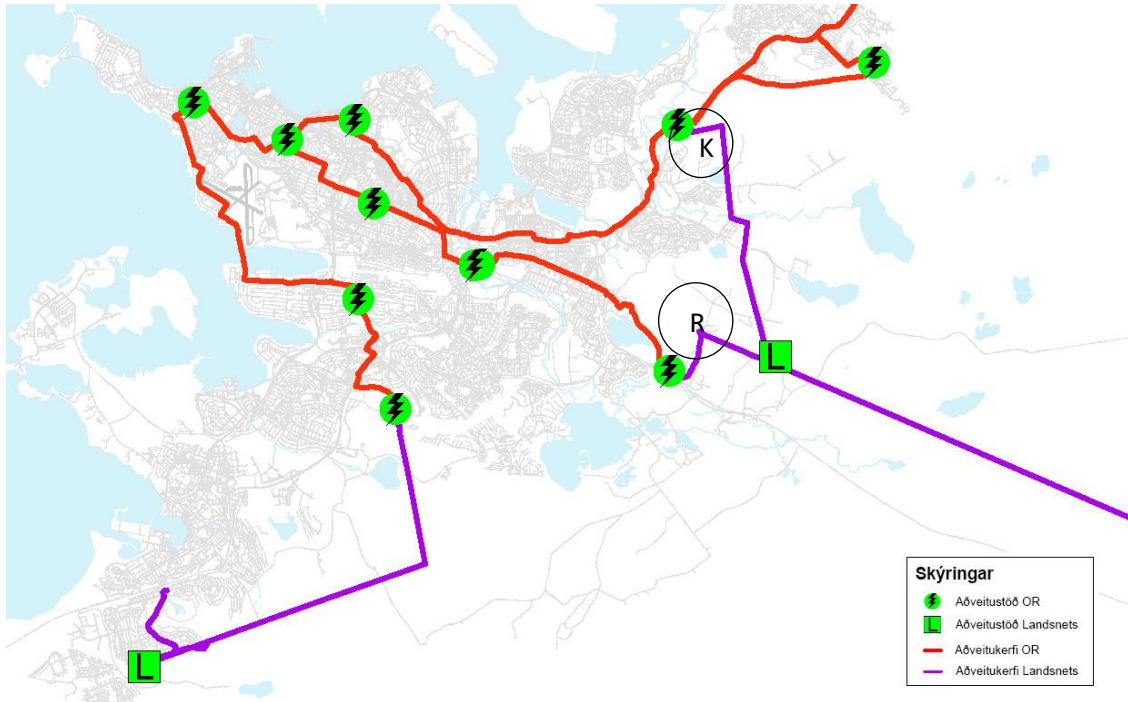 K
R
L
L
Skýringar
Aðveitustöð OR
L Aðveitustöð Landsnets
Aðveitukerfi OR
Aðveitukerfi Landsnets